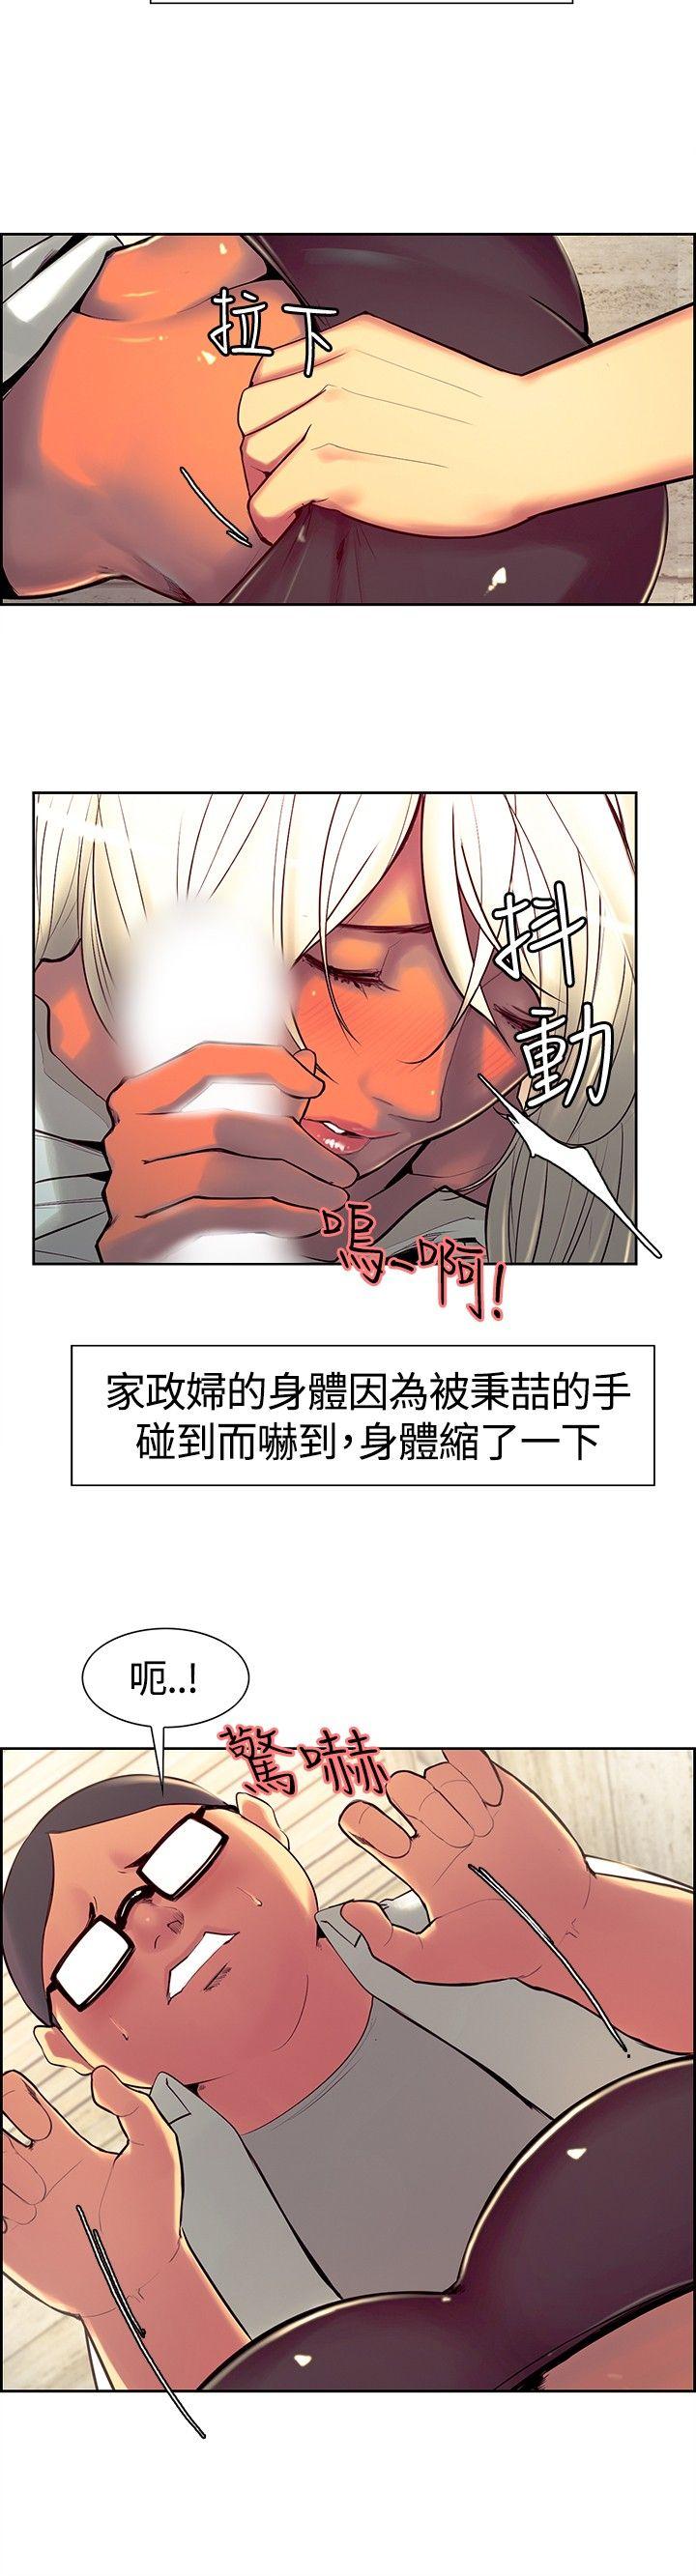 拉下
抖動
嗚、啊!
家政婦的身體因為被秉喆的手
碰到而嚇到,身體縮了一下
呃..!
驚嚇